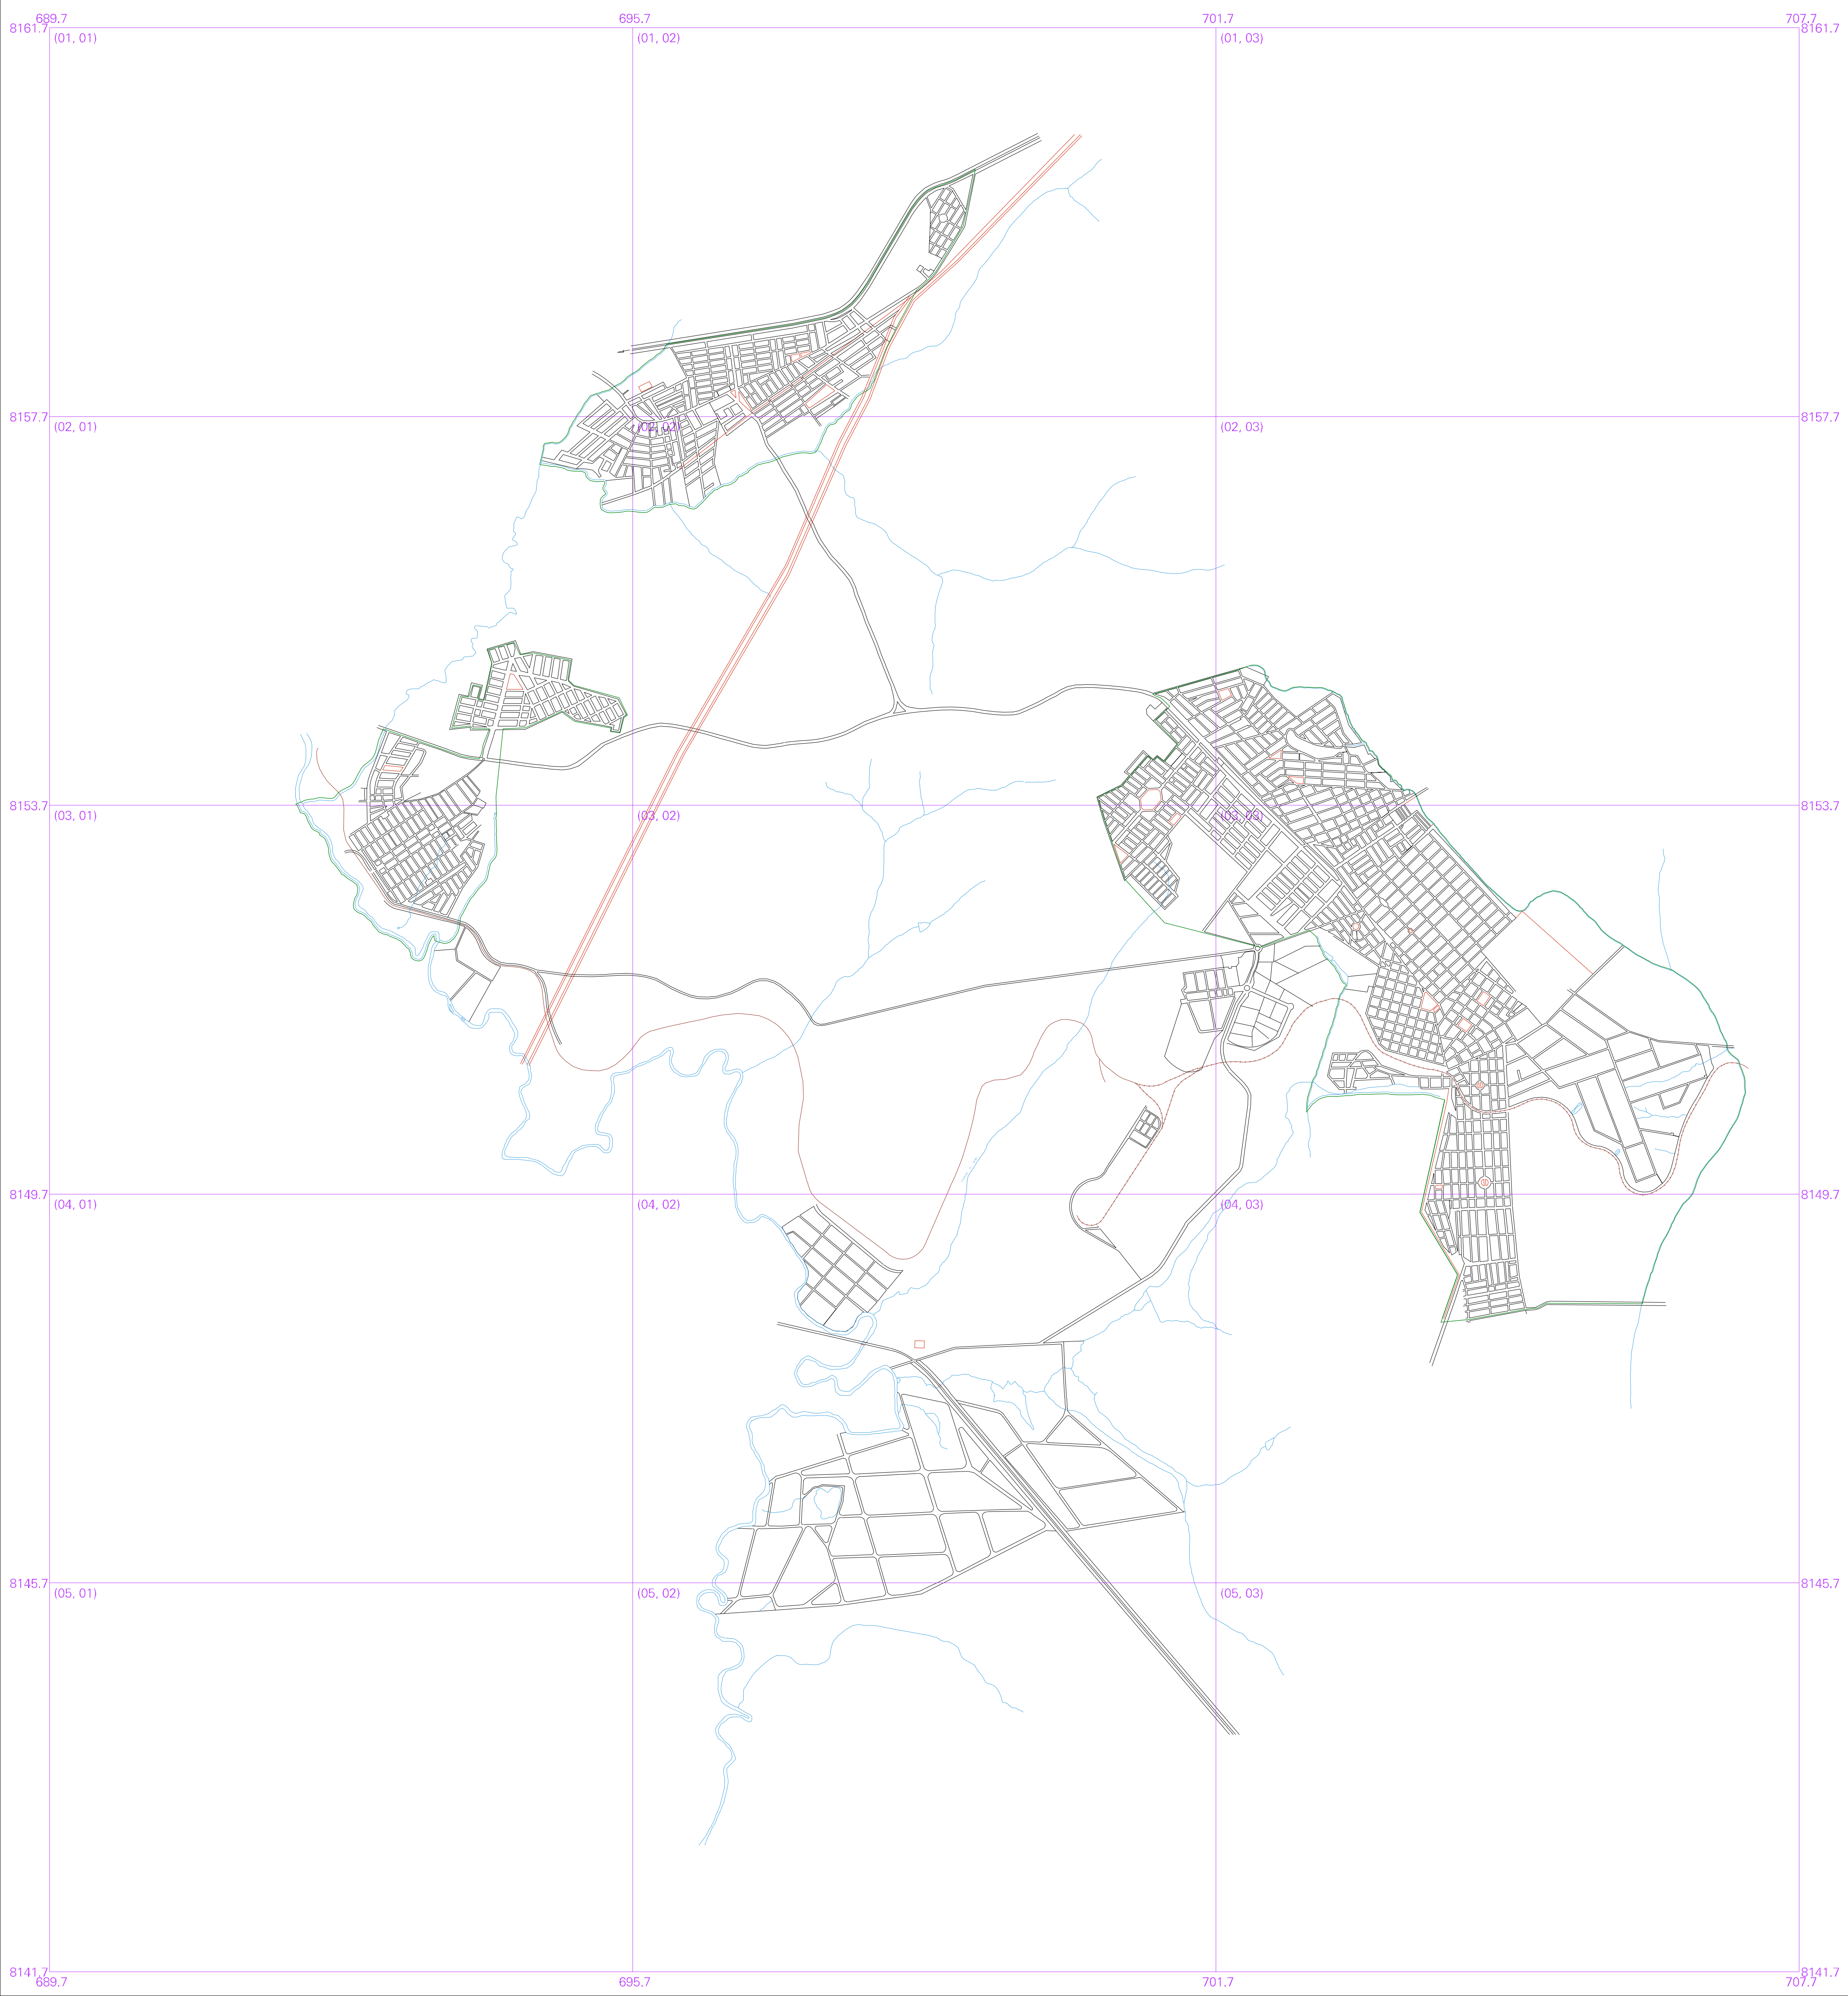 689.7 695.7 701.7 707.7
8161.7 8161.7
(01, 01) (01, 02) (01, 03)
8157.7 8157.7
(02, 01) (02, 02) (02, 03)
8153.7 8153.7
(03, 01) (03, 02) (03, 03)
8149.7 8149.7
(04, 01) (04, 02) (04, 03)
8145.7 8145.7
(05, 01) (05, 02) (05, 03)
8141.7 8141.7
689.7 695.7 701.7 707.7